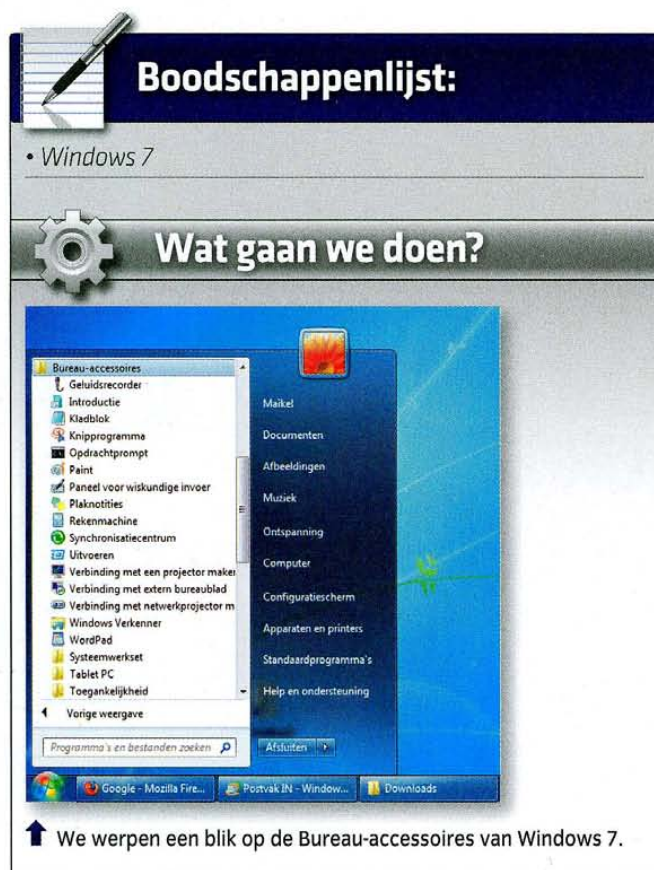 Boodschappenlijst:
• Windows 7
Wat gaan we doen?
Bureau-accessoires
Geluidsrecorder
Introductie
Kladblok
Knipprogramma
Opdrachtprompt
Paint
Paneel voor wiskundige invoer
Plaknotities
Rekenmachine
Synchronisatiecentrum
Uitvoeren
Verbinding met een projector maken
Verbinding met extern bureaublad
Verbinding met netwerkprojector m
Windows Verkenner
WordPad
Systeemwerkset
Tablet PC
Toegankelijkheid
Vorige weergave
Programma's en bestanden zoeken
Maikel
Documenten
Afbeeldingen
Muziek
Ontspanning
Computer
Configuratiescherm
Apparaten en printers
Standaardprogramma's
Help en ondersteuning
Afsluiten
Google - Mozilla Fire...
Postvak IN - Window...
Downloads
We werpen een blik op de Bureau-accessoires van Windows 7.